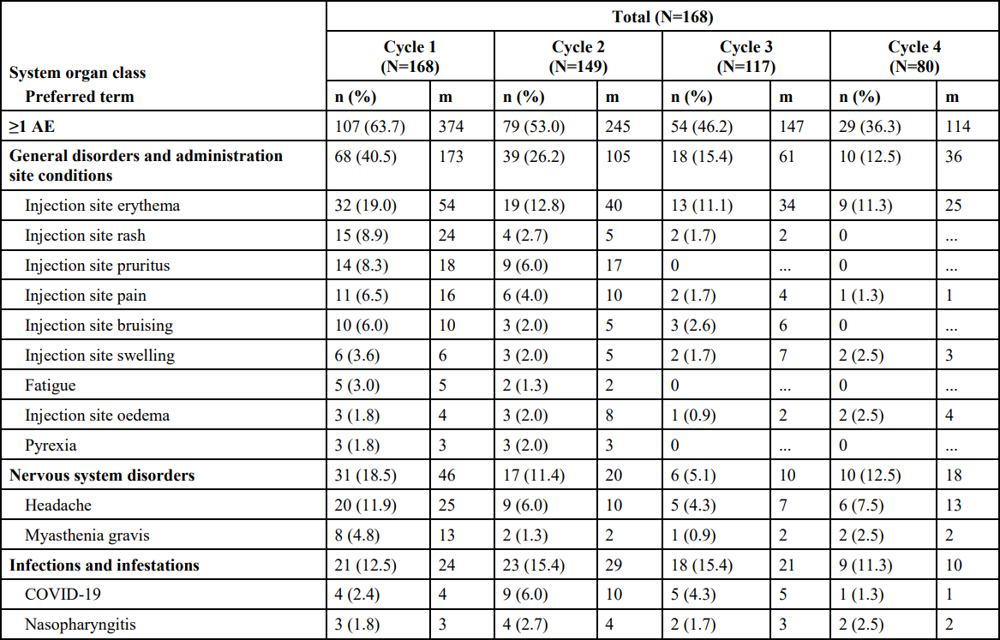 Total (N=168)
Cycle 1 Cycle 2 Cycle 3 Cycle 4
(N=168) (N=149) (N=117) (N=80)
System organ class
Preferred term n (%) m n (%) m n (%) m n (%) m
≥1 AE 107 (63.7) 374 79 (53.0) 245 54 (46.2) 147 29 (36.3) 114
General disorders and administration 68 (40.5) 173 39 (26.2) 105 18 (15.4) 61 10 (12.5) 36
site conditions
Injection site erythema 32 (19.0) 54 19 (12.8) 40 13 (11.1) 34 9 (11.3) 25
Injection site rash 15 (8.9) 24 4 (2.7) 5 2 (1.7) 2 0 ...
Injection site pruritus 14 (8.3) 18 9 (6.0) 17 0 ... 0 ...
Injection site pain 11 (6.5) 16 6 (4.0) 10 2 (1.7) 4 1 (1.3) 1
Injection site bruising 10 (6.0) 10 3 (2.0) 5 3 (2.6) 6 0 ...
Injection site swelling 6 (3.6) 6 3 (2.0) 5 2 (1.7) 7 2 (2.5) 3
Fatigue 5 (3.0) 5 2 (1.3) 2 0 ... 0 ...
Injection site oedema 3 (1.8) 4 3 (2.0) 8 1 (0.9) 2 2 (2.5) 4
Pyrexia 3 (1.8) 3 3 (2.0) 3 0 ... 0 ...
Nervous system disorders 31 (18.5) 46 17 (11.4) 20 6 (5.1) 10 10 (12.5) 18
Headache 20 (11.9) 25 9 (6.0) 10 5 (4.3) 7 6 (7.5) 13
Myasthenia gravis 8 (4.8) 13 2 (1.3) 2 1 (0.9) 2 2 (2.5) 2
Infections and infestations 21 (12.5) 24 23 (15.4) 29 18 (15.4) 21 9 (11.3) 10
COVID-19 4 (2.4) 4 9 (6.0) 10 5 (4.3) 5 1 (1.3) 1
Nasopharyngitis 3 (1.8) 3 4 (2.7) 4 2 (1.7) 3 2 (2.5) 2